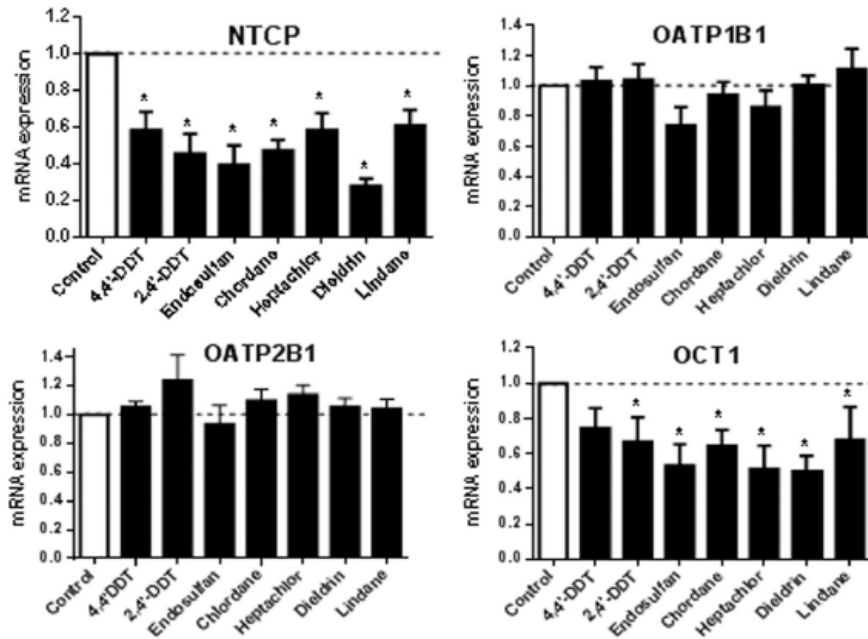 NTCP
mRNA expression
1.2
1.0
0.8
0.6
0.4
0.2
* * * * * * *
Control
4,4'-DDT
2,4'-DDT
Endosulfan
Chordane
Heptachlor
Dieldrin
Lindane
OATP1B1
mRNA expression
1.4
1.2
1.0
0.8
0.6
0.4
0.2
0.0
Control
4,4'-DDT
2,4'-DDT
Endosulfan
Chordane
Heptachlor
Dieldrin
Lindane
OATP2B1
mRNA expression
1.4
1.2
1.0
0.8
0.6
0.4
0.2
0.0
Control
4,4'DDT
2,4'-DDT
Endosulfan
Chlordane
Heptachlor
Dieldrin
Lindane
OCT1
mRNA expression
1.2
1.0
0.8
0.6
0.4
0.2
0.0
* * * * * *
Control
4,4'-DDT
2,4'-DDT
Endosulfan
Chordane
Heptachlor
Dieldrin
Lindane